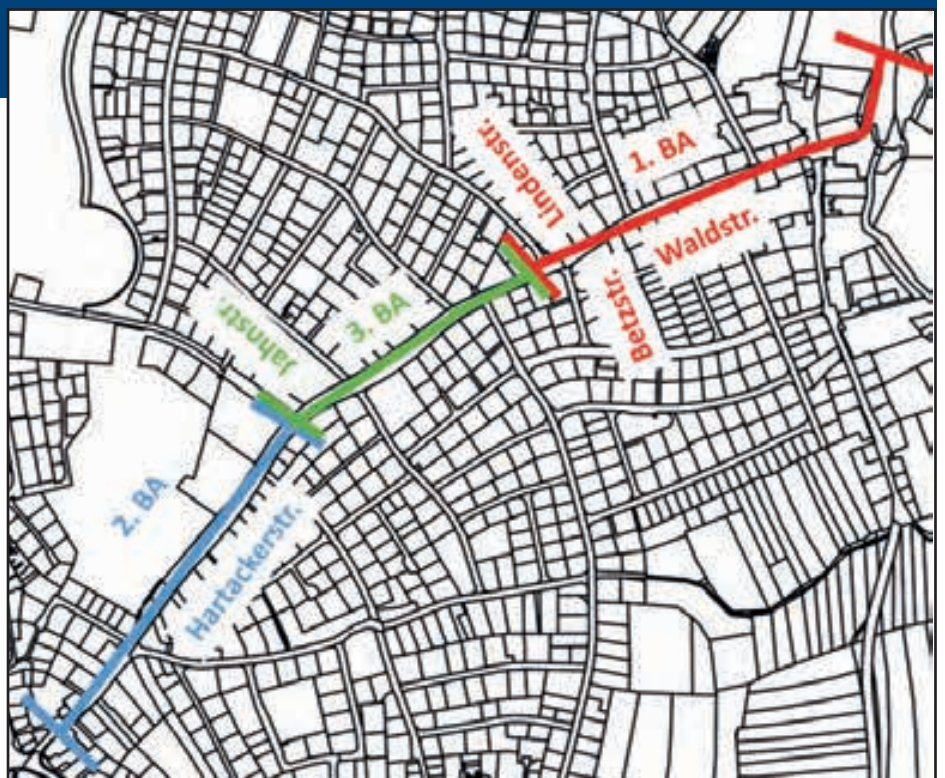 Lindenstr.
1. BA
Waldstr.
Betzstr.
3. BA
Jahnstr.
2. BA
Hartackerstr.